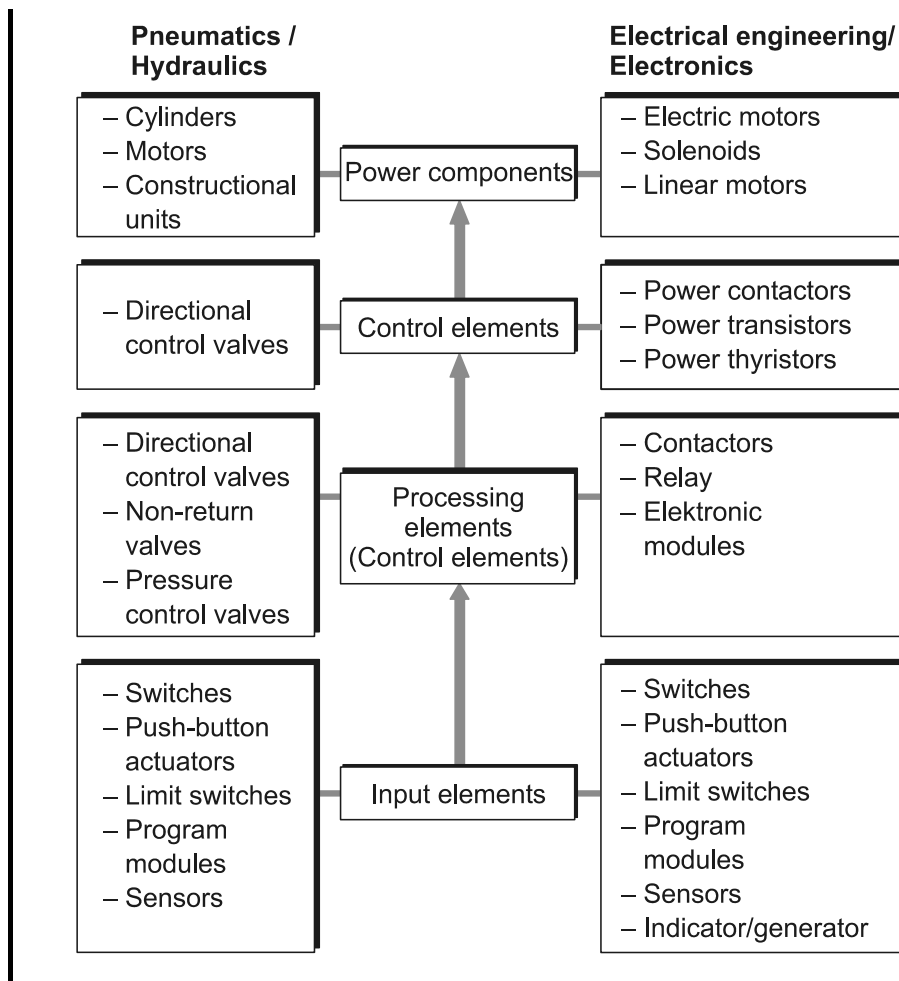 Pneumatics /
Hydraulics
Electrical engineering/
Electronics
– Cylinders
– Motors
– Constructional
units
Power components
– Electric motors
– Solenoids
– Linear motors
– Directional
control valves
Control elements
– Power contactors
– Power transistors
– Power thyristors
– Directional
control valves
– Non-return
valves
– Pressure
control valves
Processing
elements
(Control elements)
– Contactors
– Relay
– Elektronic
modules
– Switches
– Push-button
actuators
– Limit switches
– Program
modules
– Sensors
Input elements
– Switches
– Push-button
actuators
– Limit switches
– Program
modules
– Sensors
– Indicator/generator